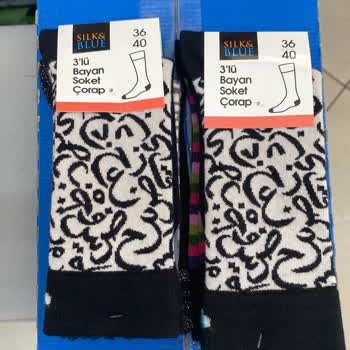 SILK&
BLUE
36
40
3'lü
Bayan
Soket
Çorap
SILK&
BLUE
36
40
3'lü
Bayan
Soket
Çorap